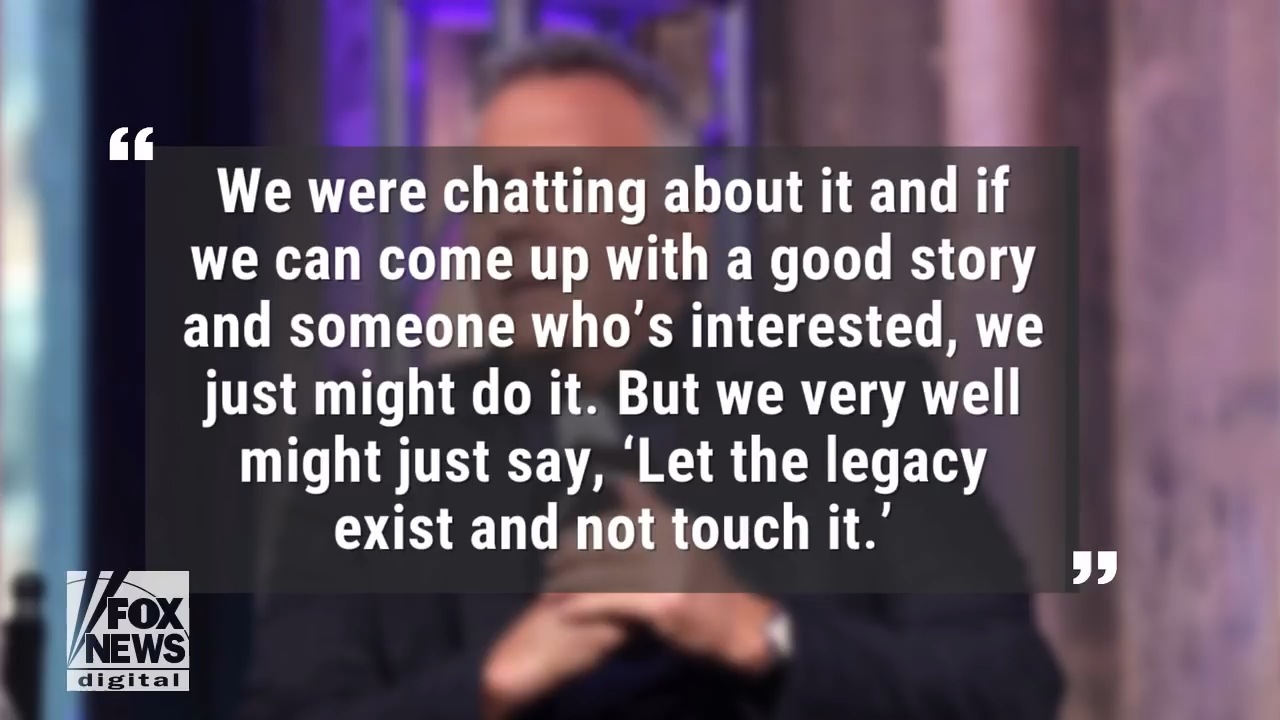 “
We were chatting about it and if
we can come up with a good story
and someone who’s interested, we
just might do it. But we very well
might just say, ‘Let the legacy
exist and not touch it.’
”
FOX
NEWS
digital